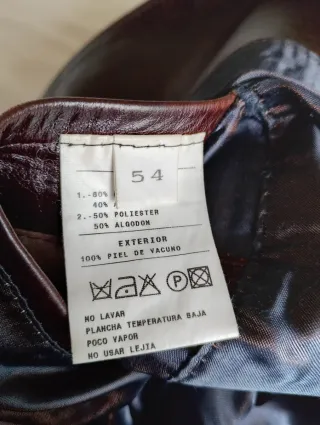 54
1.-80%
40%
2.-50% POLIESTER
50% ALGODON
EXTERIOR
100% PIEL DE VACUNO
P
NO LAVAR
PLANCHA TEMPERATURA BAJA
POCO VAPOR
NO USAR LEJIA